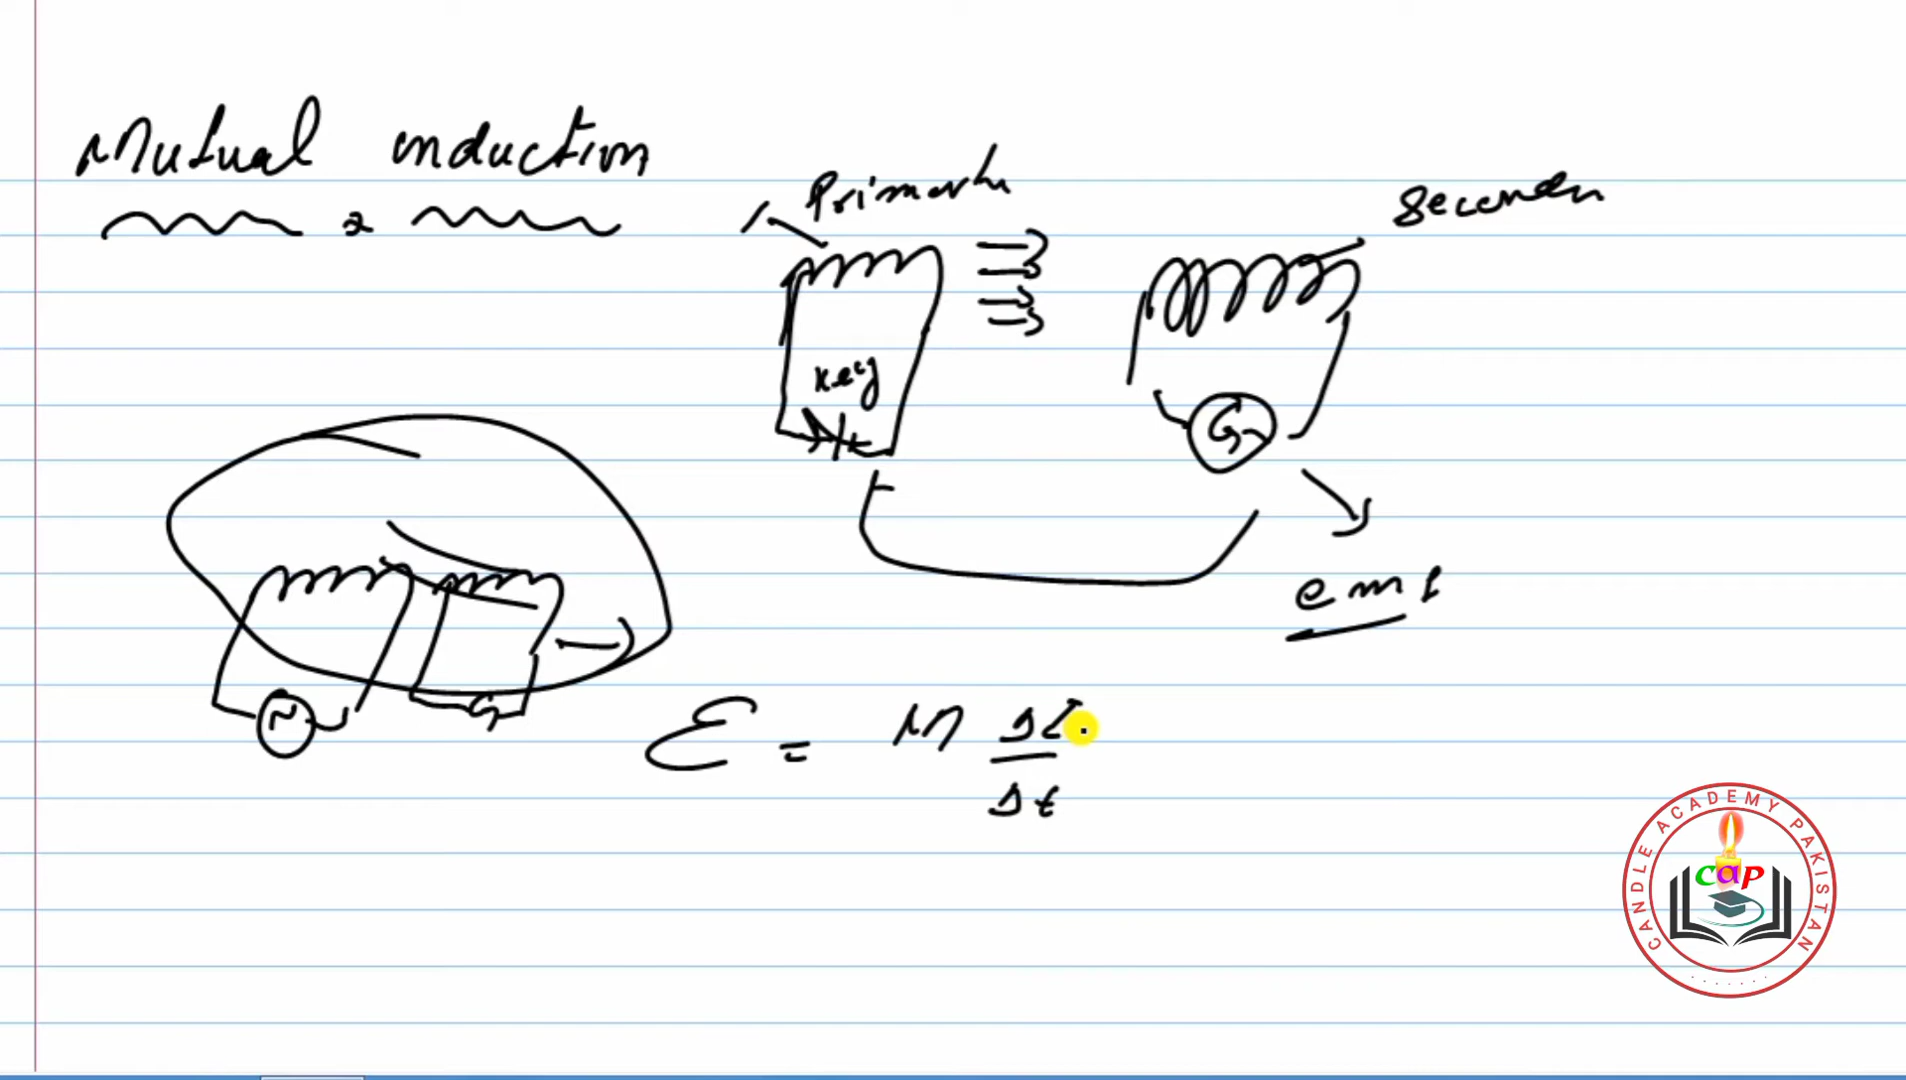 Mutual induction
Primary
Secondary
key
G
emf
N
G
Ɛ = M ΔI
Δt
CANDLE ACADEMY PAKISTAN
cap